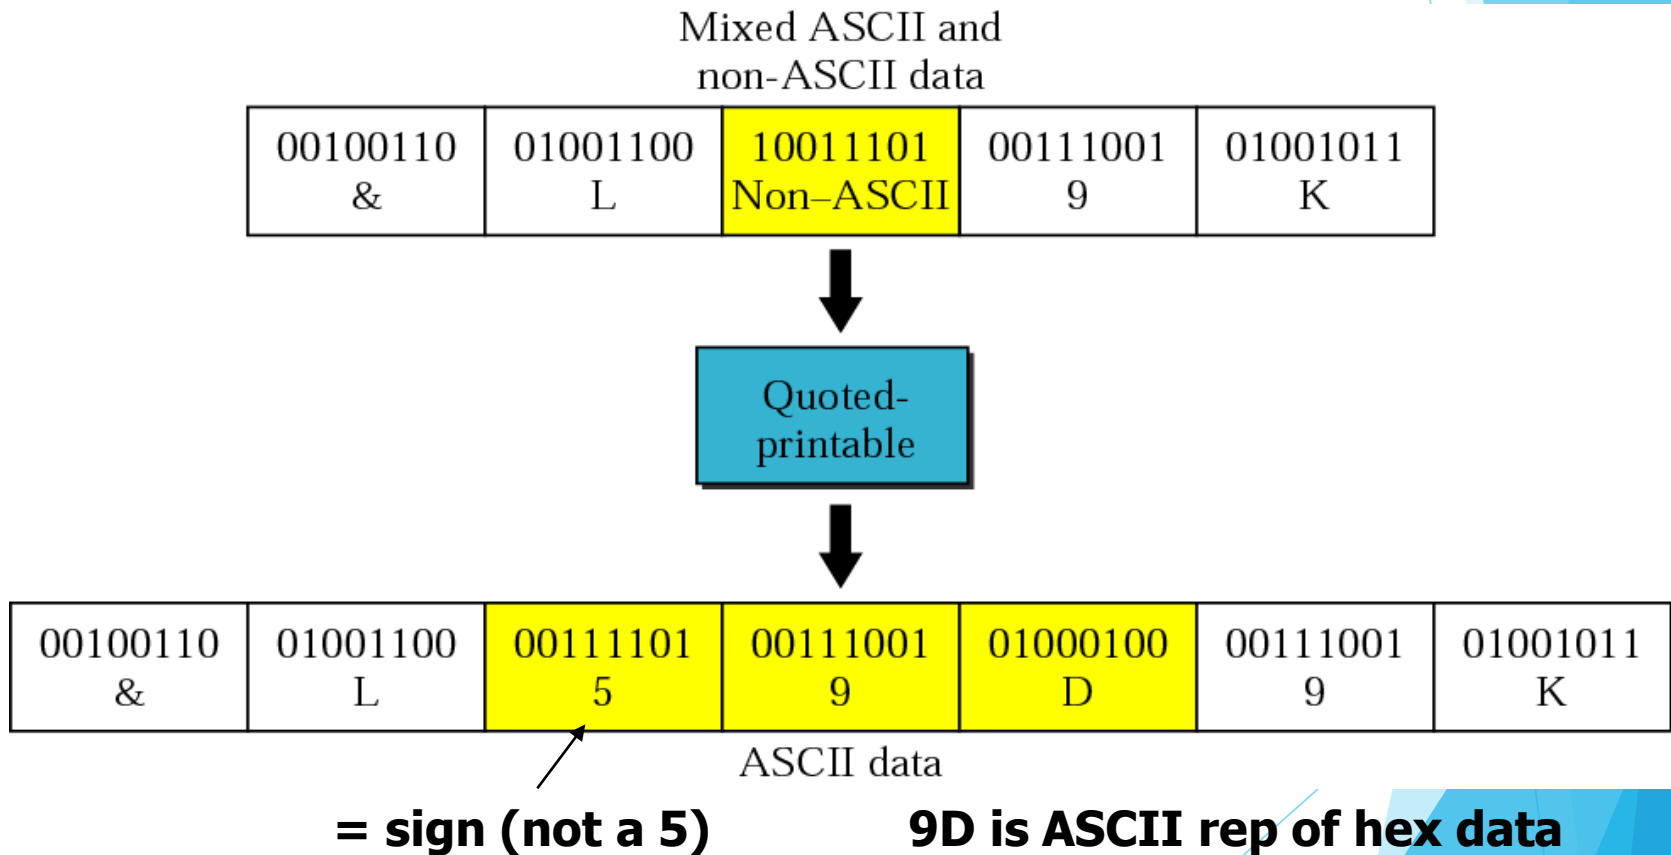 Mixed ASCII and
non-ASCII data
00100110 01001100 10011101 00111001 01001011
& L Non–ASCII 9 K
Quoted-
printable
00100110 01001100 00111101 00111001 01000100 00111001 01001011
& L 5 9 D 9 K
ASCII data
= sign (not a 5) 9D is ASCII rep of hex data